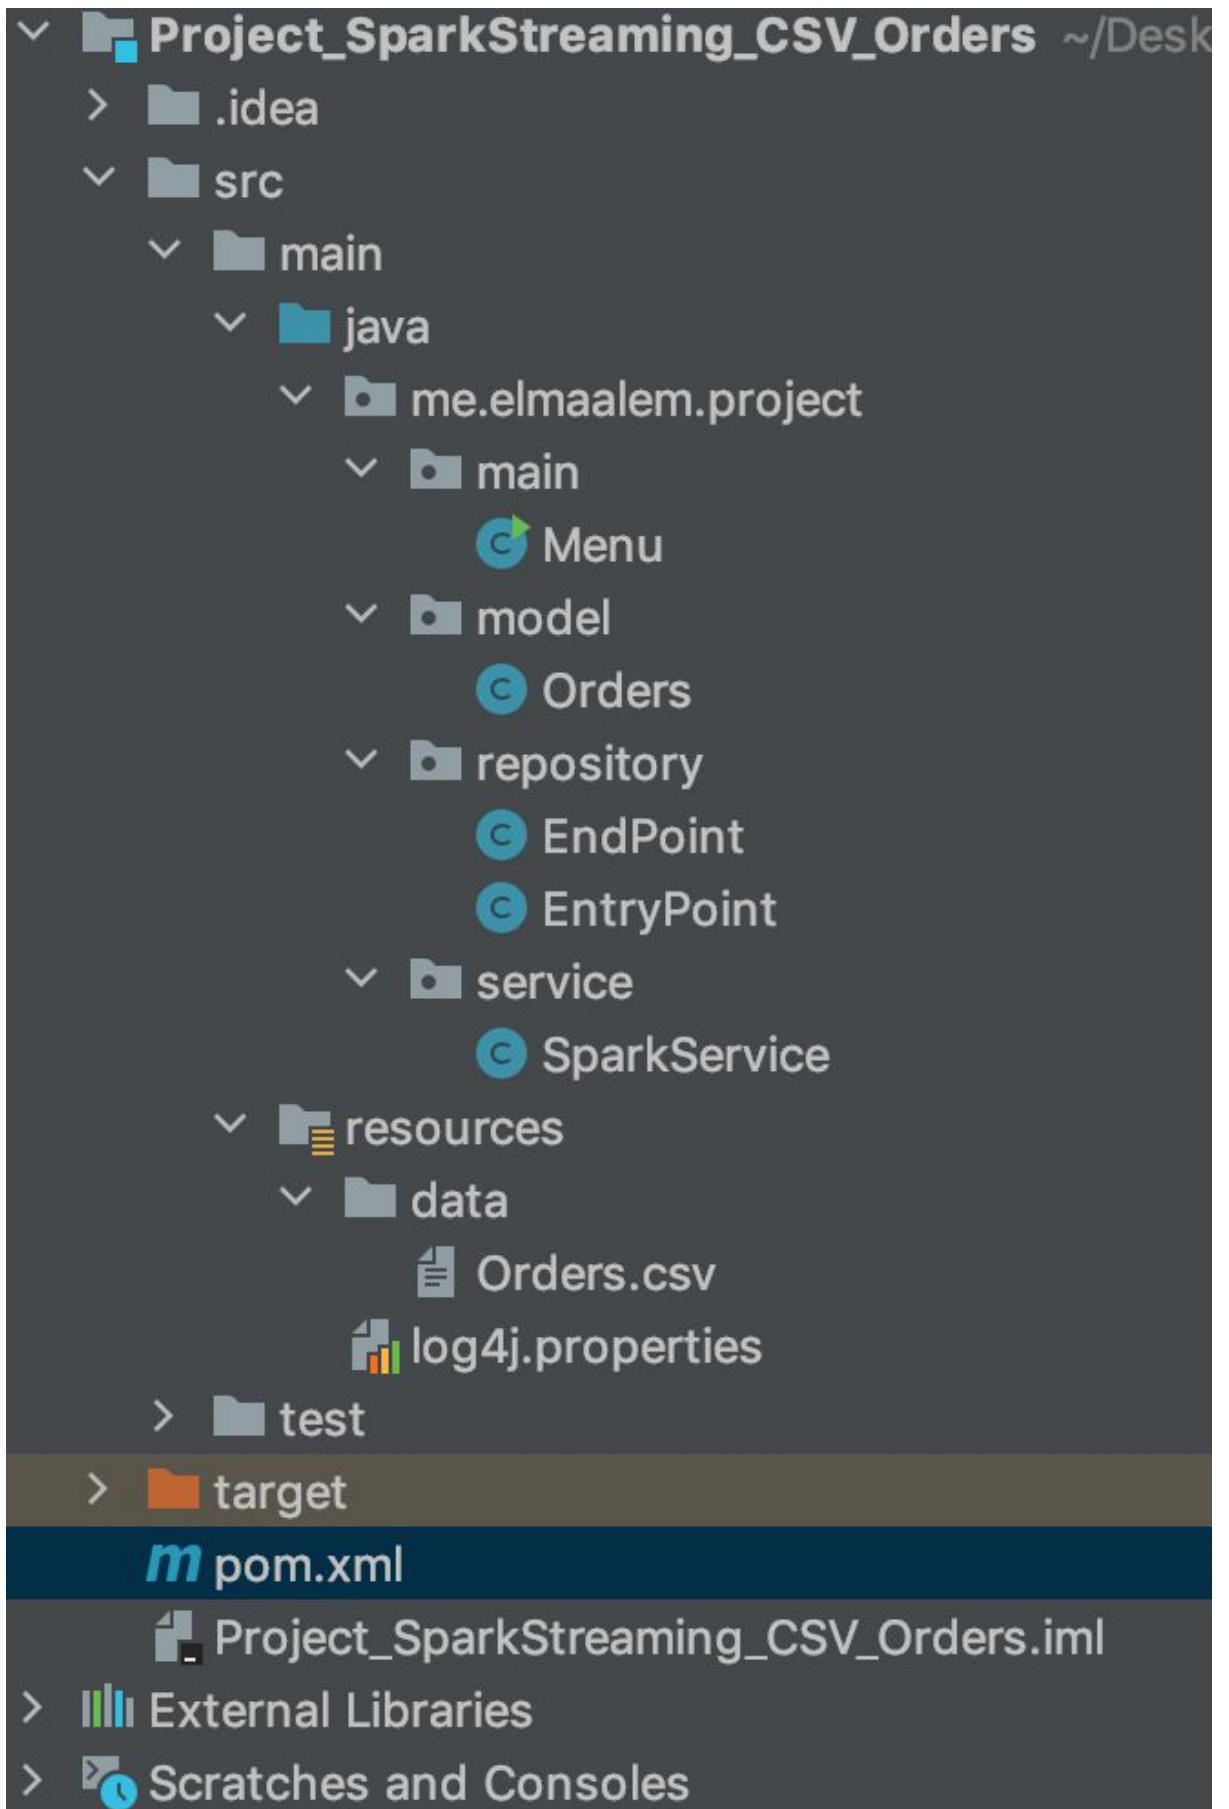 Project_SparkStreaming_CSV_Orders ~/Desk
.idea
src
main
java
me.elmaalem.project
main
Menu
model
Orders
repository
EndPoint
EntryPoint
service
SparkService
resources
data
Orders.csv
log4j.properties
test
target
pom.xml
Project_SparkStreaming_CSV_Orders.iml
External Libraries
Scratches and Consoles